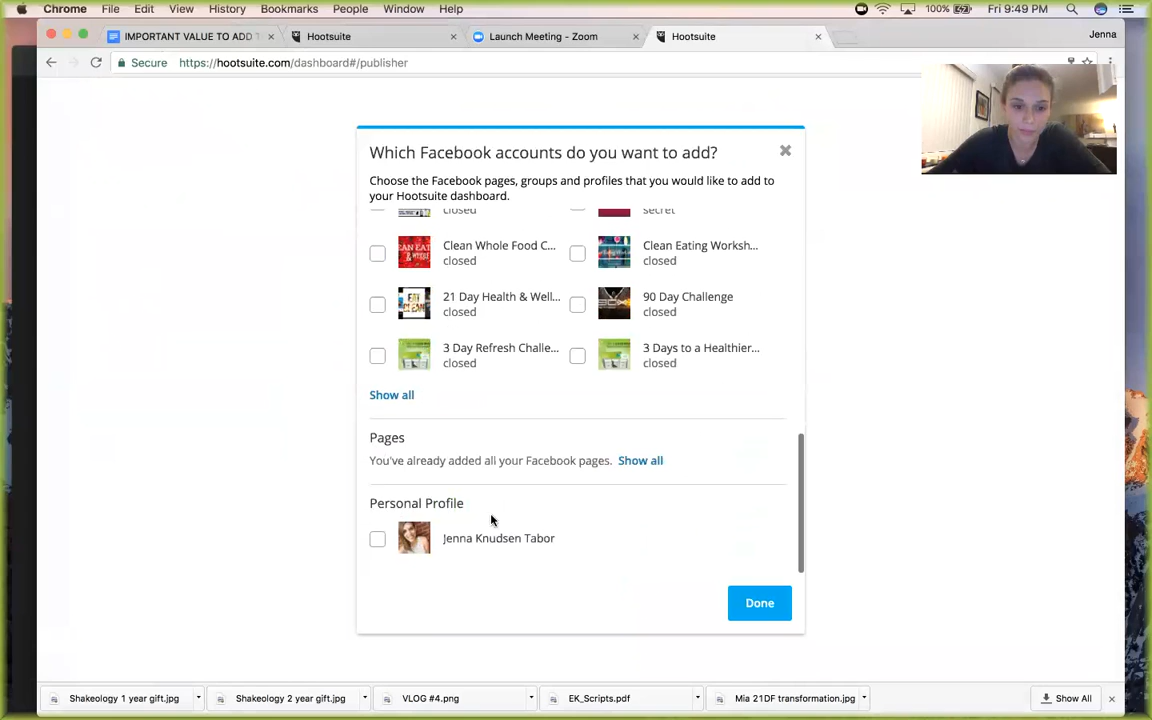 Chrome File Edit View History Bookmarks People Window Help 100% Fri 9:49 PM
IMPORTANT VALUE TO ADD Hootsuite Launch Meeting - Zoom Hootsuite Jenna
Secure https://hootsuite.com/dashboard#/publisher
Which Facebook accounts do you want to add?
Choose the Facebook pages, groups and profiles that you would like to add to
your Hootsuite dashboard.
closed secret
Clean Whole Food C... Clean Eating Worksh...
closed closed
21 Day Health & Well... 90 Day Challenge
closed closed
3 Day Refresh Challe... 3 Days to a Healthier...
closed closed
Show all
Pages
You've already added all your Facebook pages. Show all
Personal Profile
Jenna Knudsen Tabor
Done
Shakeology 1 year gift.jpg Shakeology 2 year gift.jpg VLOG #4.png EK_Scripts.pdf Mia 21DF transformation.jpg Show All